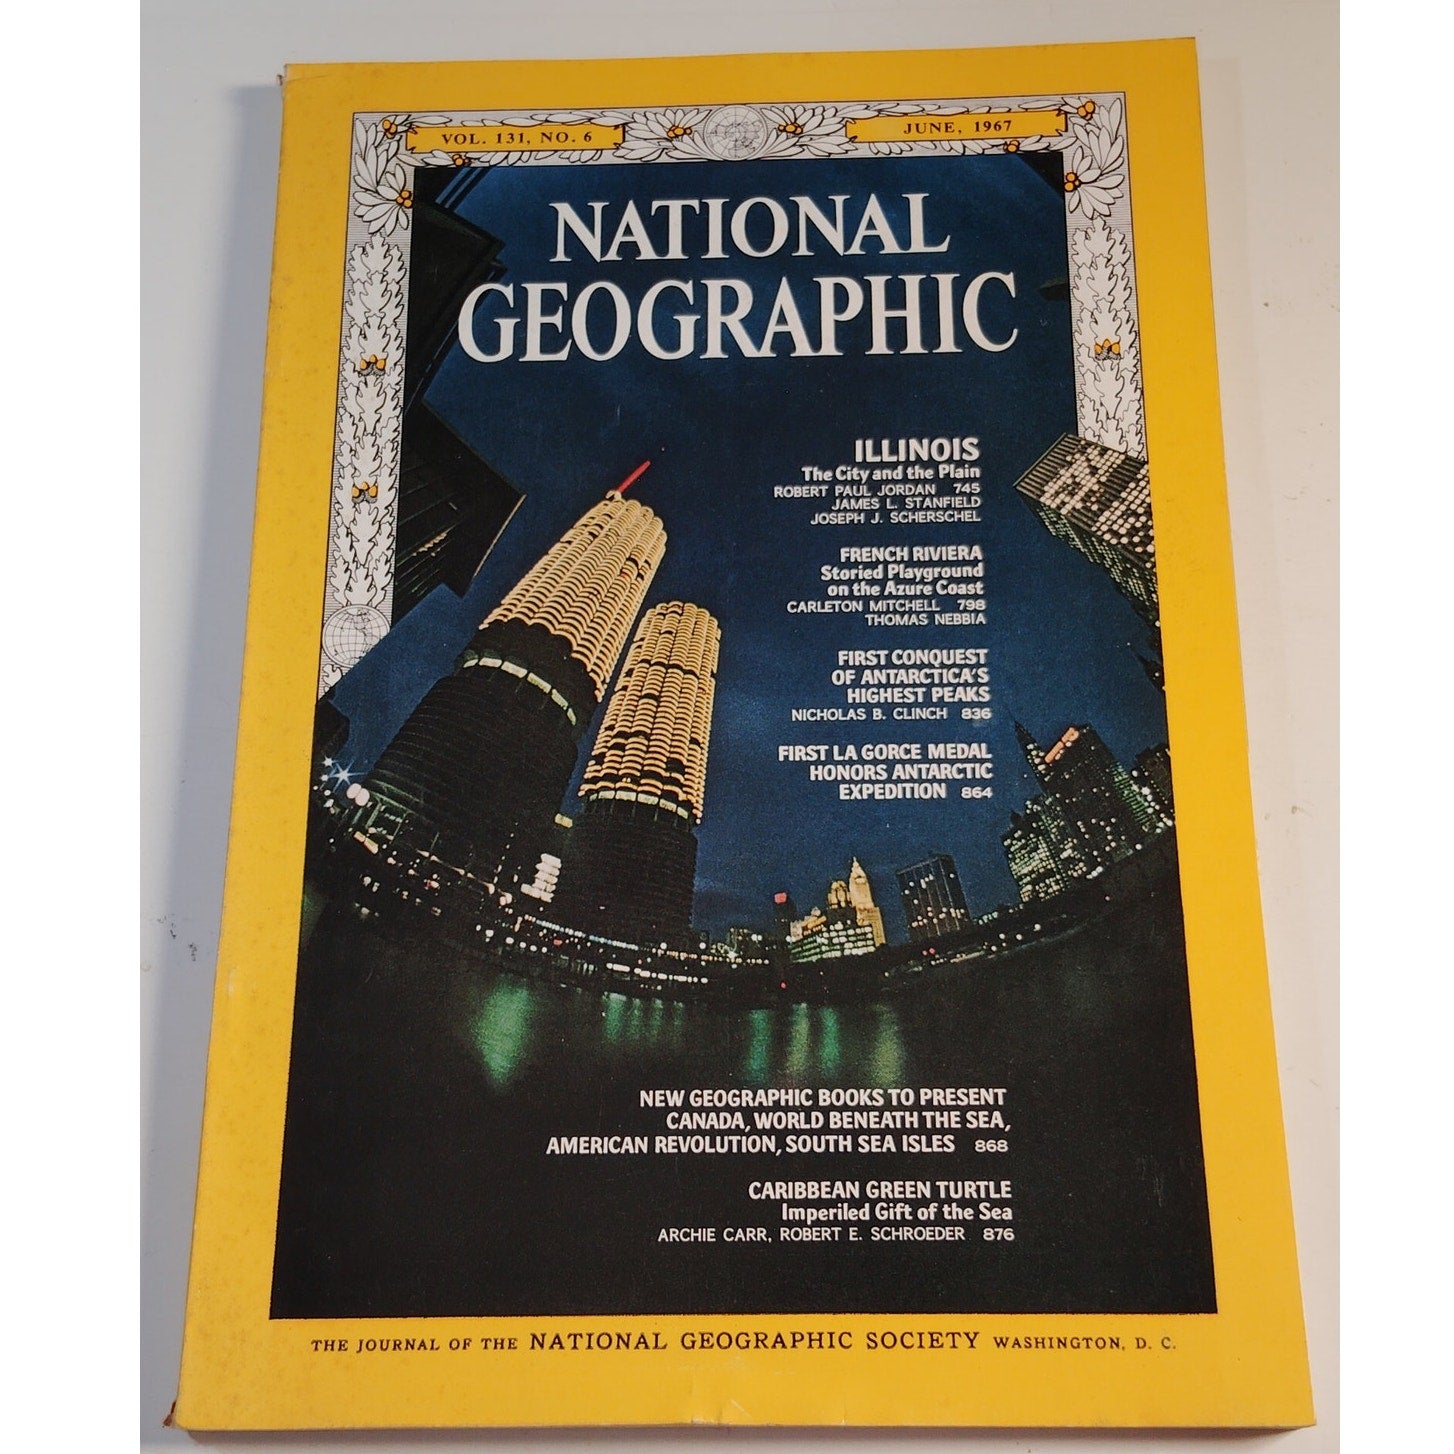 VOL. 131, NO. 6
JUNE, 1967
NATIONAL
GEOGRAPHIC
ILLINOIS
The City and the Plain
ROBERT PAUL JORDAN 745
JAMES L. STANFIELD
JOSEPH J. SCHERSCHEL
FRENCH RIVIERA
Storied Playground
on the Azure Coast
CARLETON MITCHELL 798
THOMAS NEBBIA
FIRST CONQUEST
OF ANTARCTICA'S
HIGHEST PEAKS
NICHOLAS B. CLINCH 836
FIRST LA GORCE MEDAL
HONORS ANTARCTIC
EXPEDITION 864
NEW GEOGRAPHIC BOOKS TO PRESENT
CANADA, WORLD BENEATH THE SEA,
AMERICAN REVOLUTION, SOUTH SEA ISLES 868
CARIBBEAN GREEN TURTLE
Imperiled Gift of the Sea
ARCHIE CARR, ROBERT E. SCHROEDER 876
THE JOURNAL OF THE NATIONAL GEOGRAPHIC SOCIETY WASHINGTON, D. C.